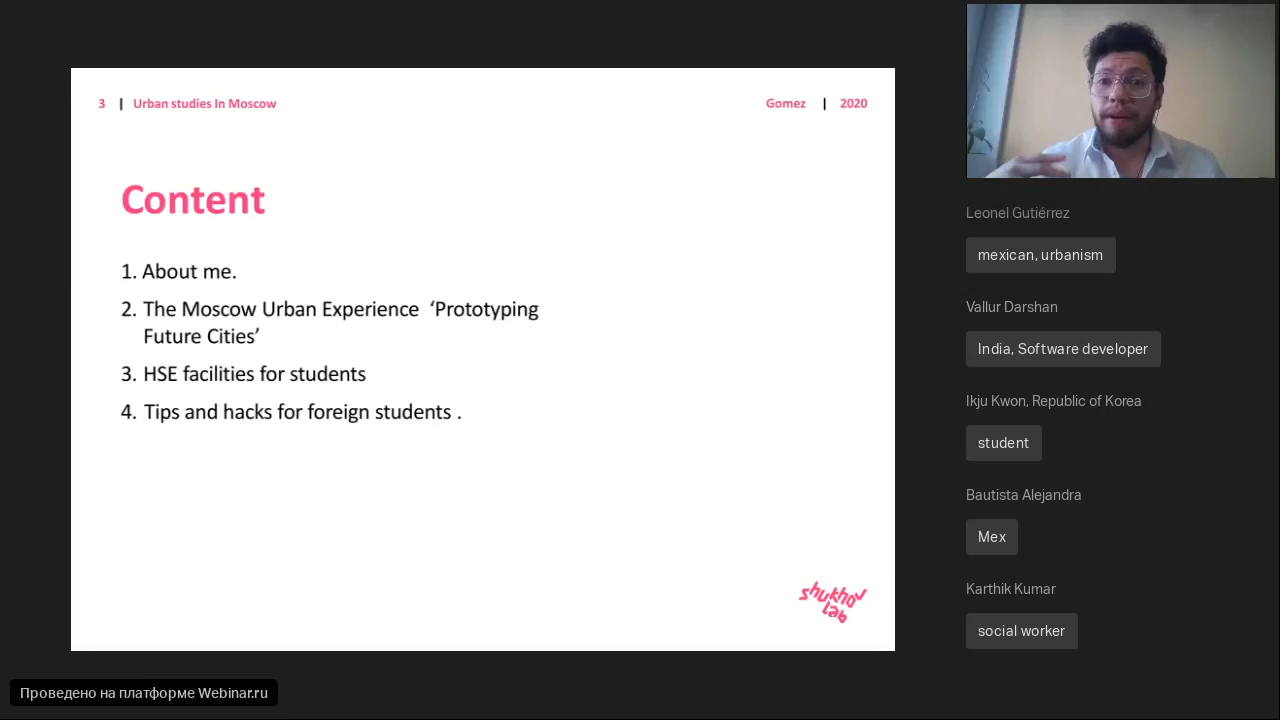 3 | Urban studies In Moscow
Gomez | 2020
Content
1. About me.
2. The Moscow Urban Experience ‘Prototyping
Future Cities’
3. HSE facilities for students
4. Tips and hacks for foreign students .
shukhov
lab
Leonel Gutiérrez
mexican, urbanism
Vallur Darshan
India, Software developer
Ikju Kwon, Republic of Korea
student
Bautista Alejandra
Mex
Karthik Kumar
social worker
Проведено на платформе Webinar.ru